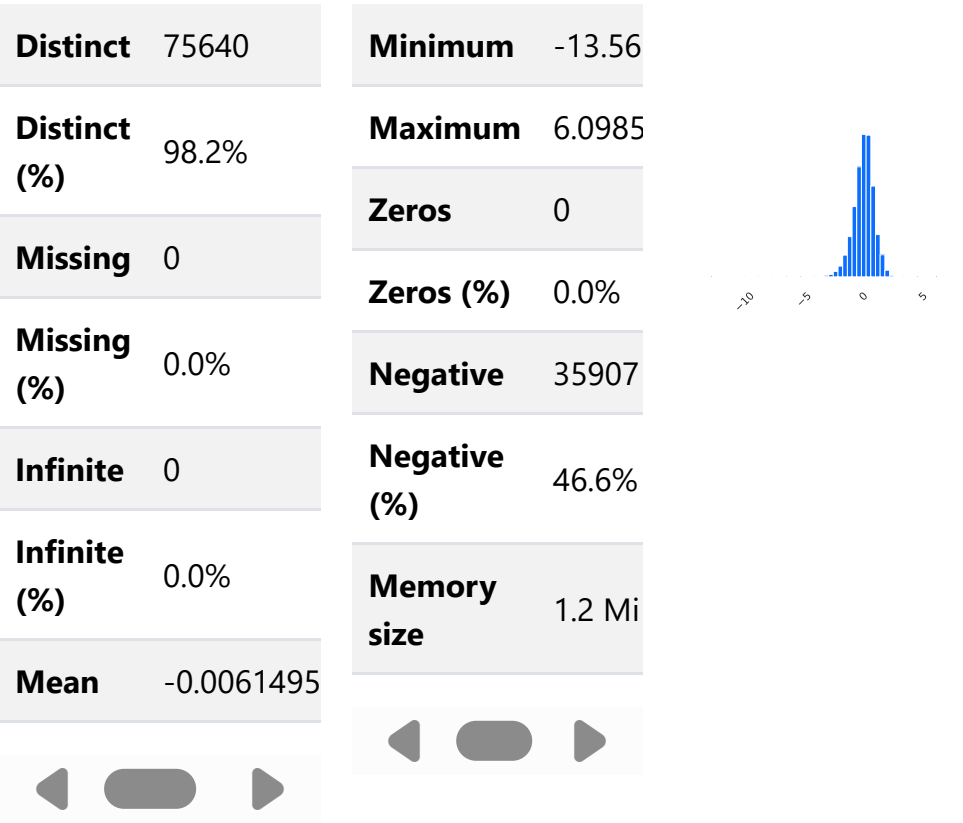 Distinct 75640
Distinct (%) 98.2%
Missing 0
Missing (%) 0.0%
Infinite 0
Infinite (%) 0.0%
Mean -0.0061495
Minimum -13.56
Maximum 6.0985
Zeros 0
Zeros (%) 0.0%
Negative 35907
Negative (%) 46.6%
Memory size 1.2 Mi
−10 −5 0 5